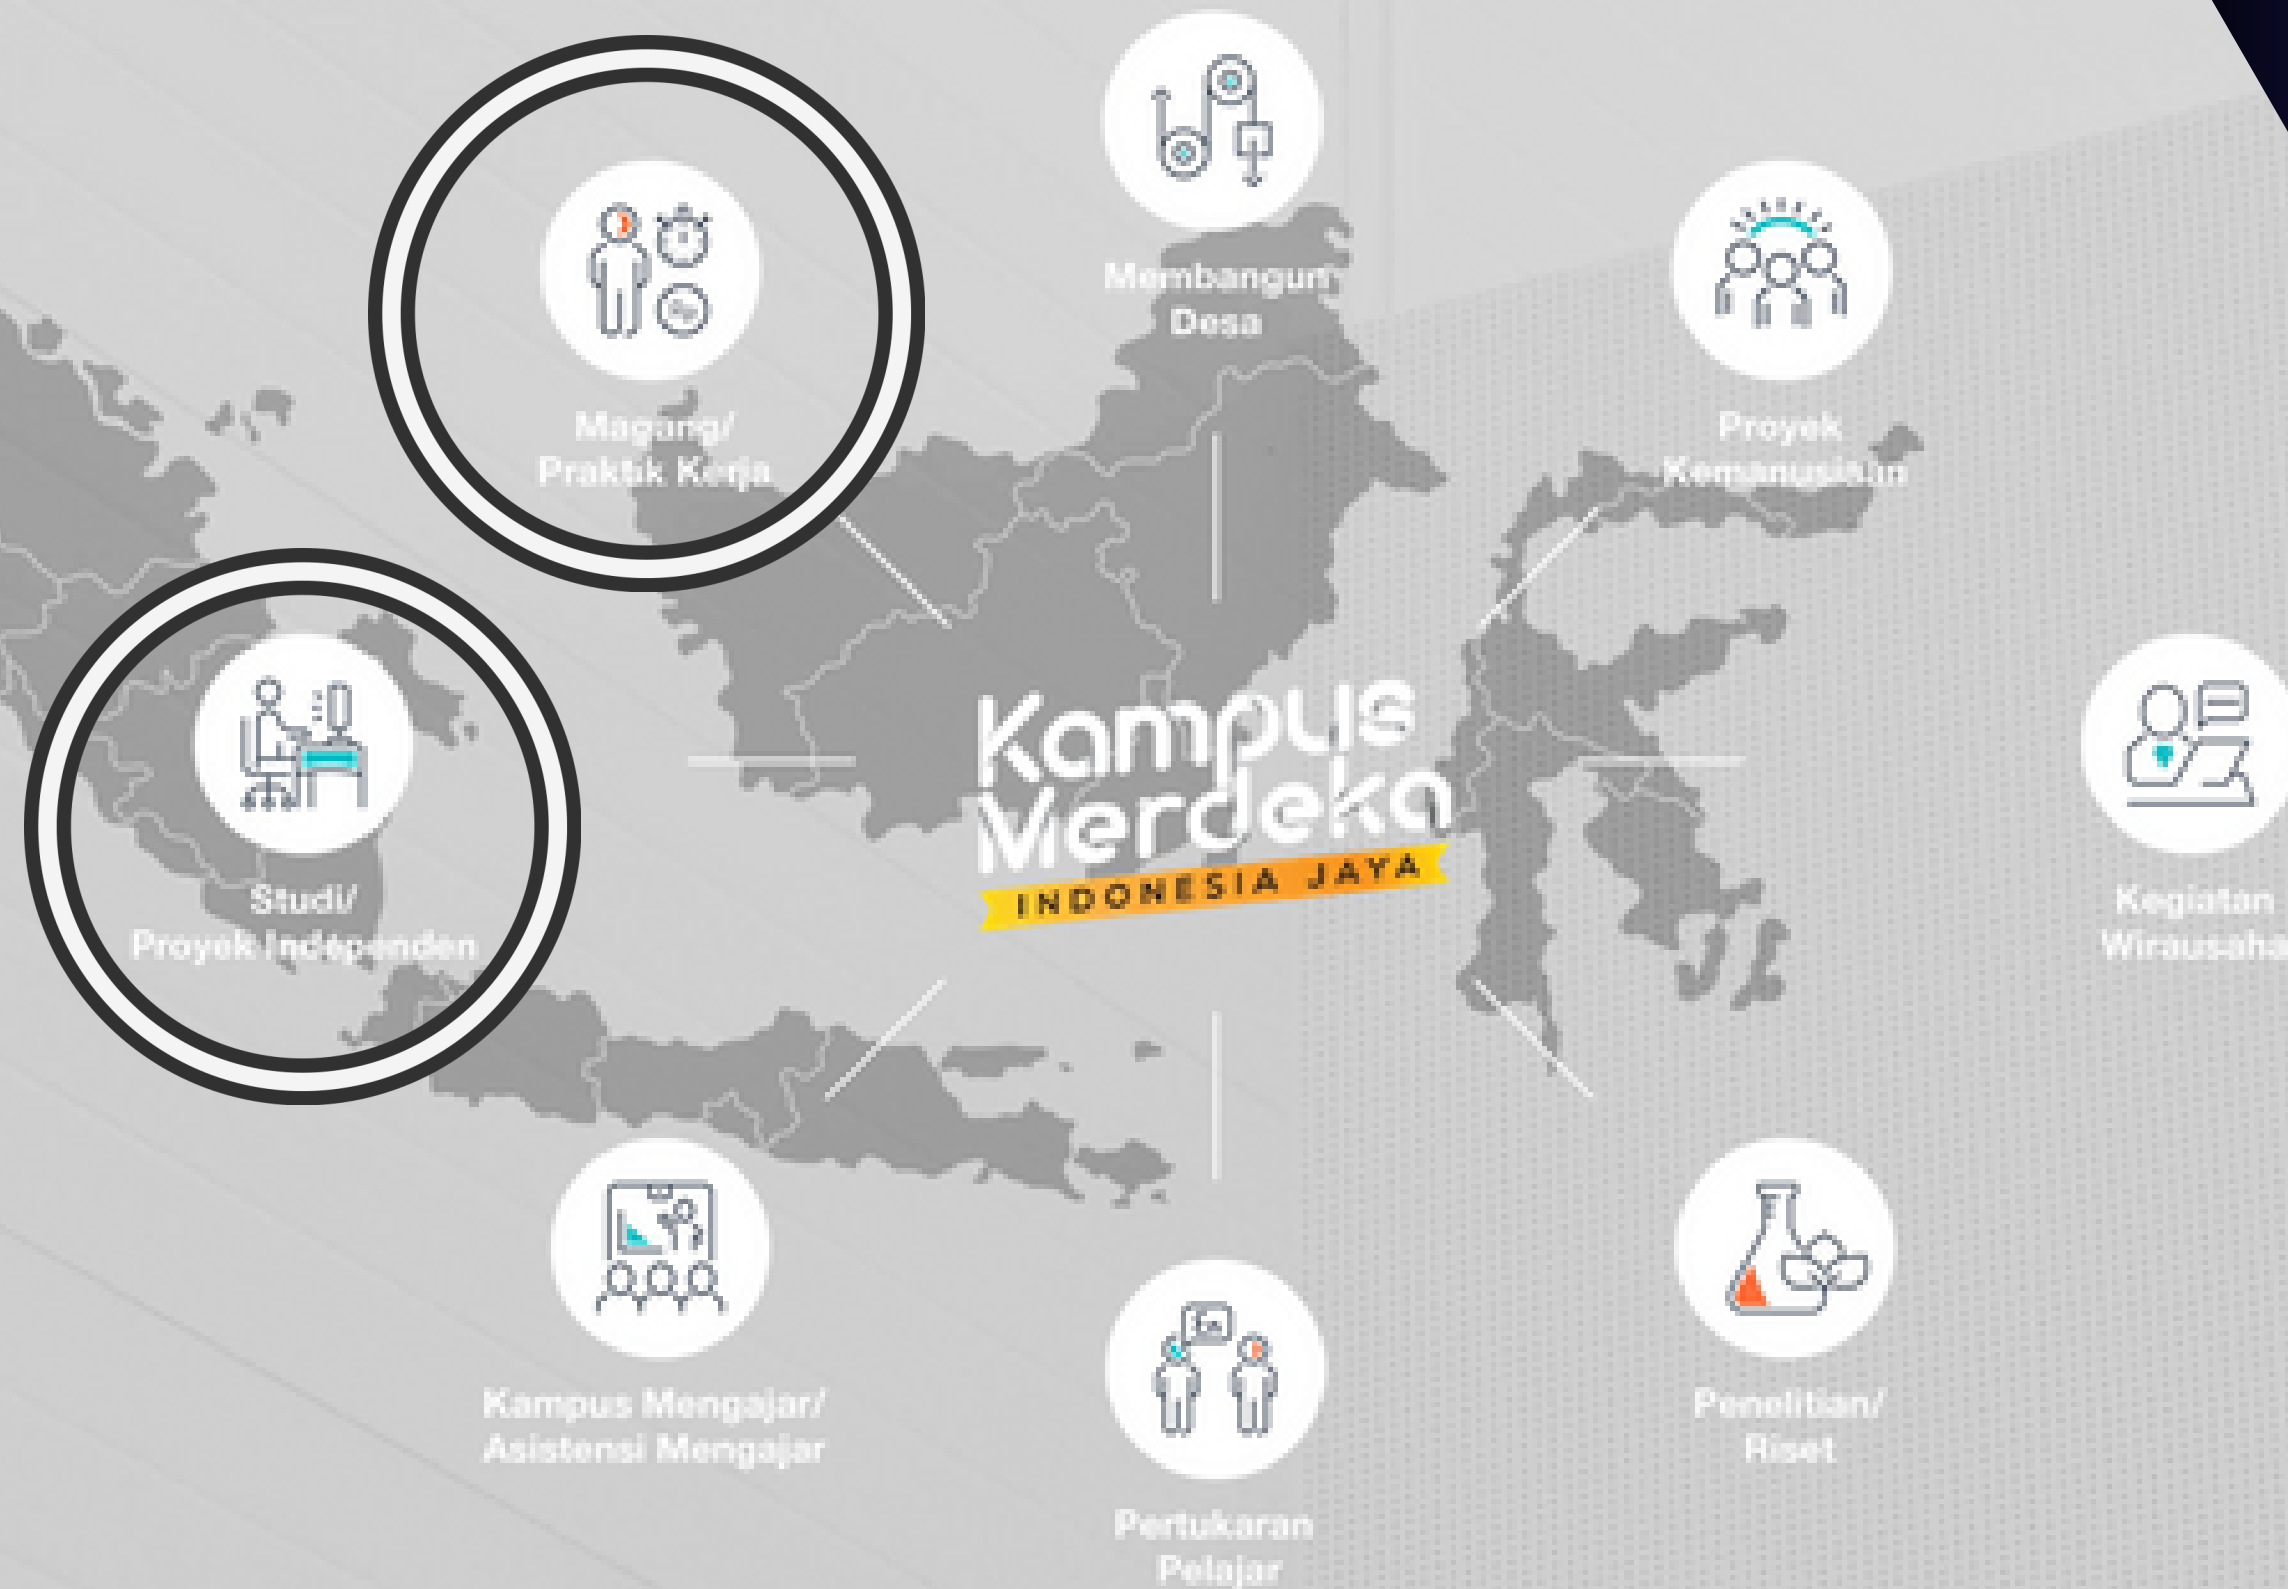 Membangun
Desa
Magang/
Praktik Kerja
Proyek
Kemanusiaan
Kampus
Merdeka
INDONESIA JAYA
Studi/
Proyek Independen
Kegiatan
Wirausaha
Kampus Mengajar/
Asistensi Mengajar
Penelitian/
Riset
Pertukaran
Pelajar